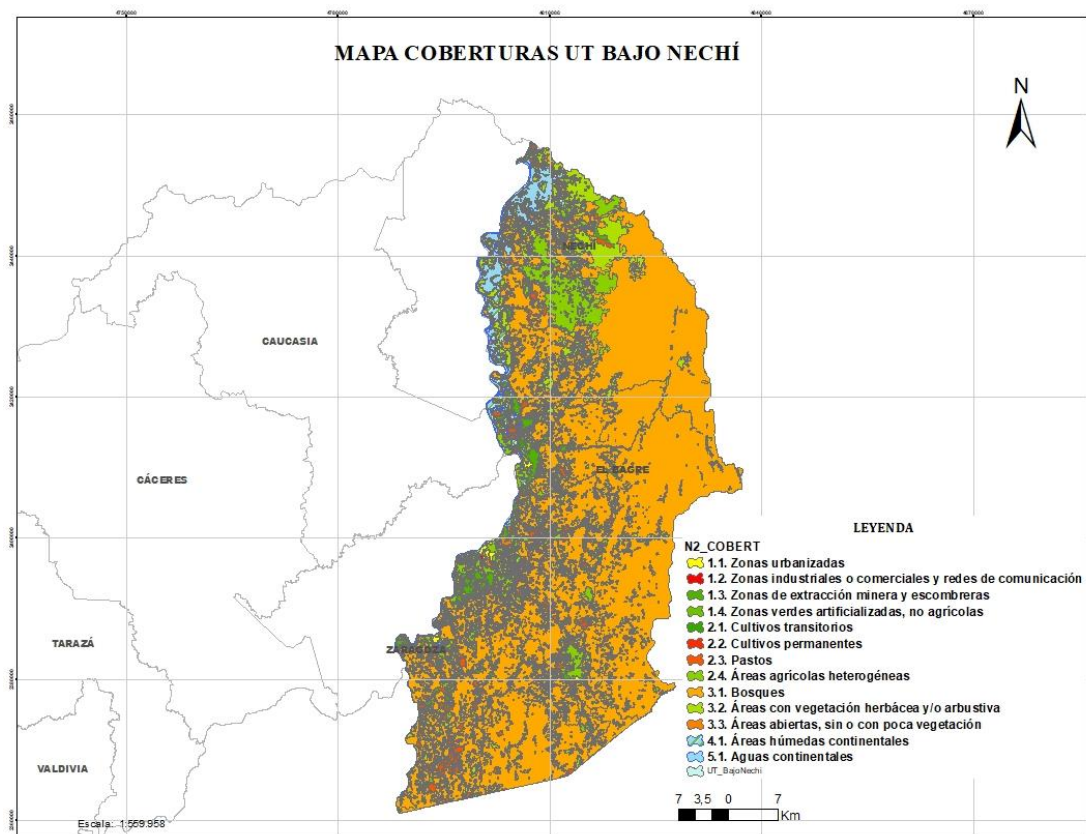 MAPA COBERTURAS UT BAJO NECHÍ
N
NECHÍ
CAUCASIA
EL BAGRE
CÁCERES
TARAZÁ
ZARAGOZA
VALDIVIA
LEYENDA
N2_COBERT
1.1. Zonas urbanizadas
1.2. Zonas industriales o comerciales y redes de comunicación
1.3. Zonas de extracción minera y escombreras
1.4. Zonas verdes artificializadas, no agrícolas
2.1. Cultivos transitorios
2.2. Cultivos permanentes
2.3. Pastos
2.4. Áreas agrícolas heterogéneas
3.1. Bosques
3.2. Áreas con vegetación herbácea y/o arbustiva
3.3. Áreas abiertas, sin o con poca vegetación
4.1. Áreas húmedas continentales
5.1. Aguas continentales
UT_BajoNechi
7 3,5 0 7
Km
Escala: 1:559.958